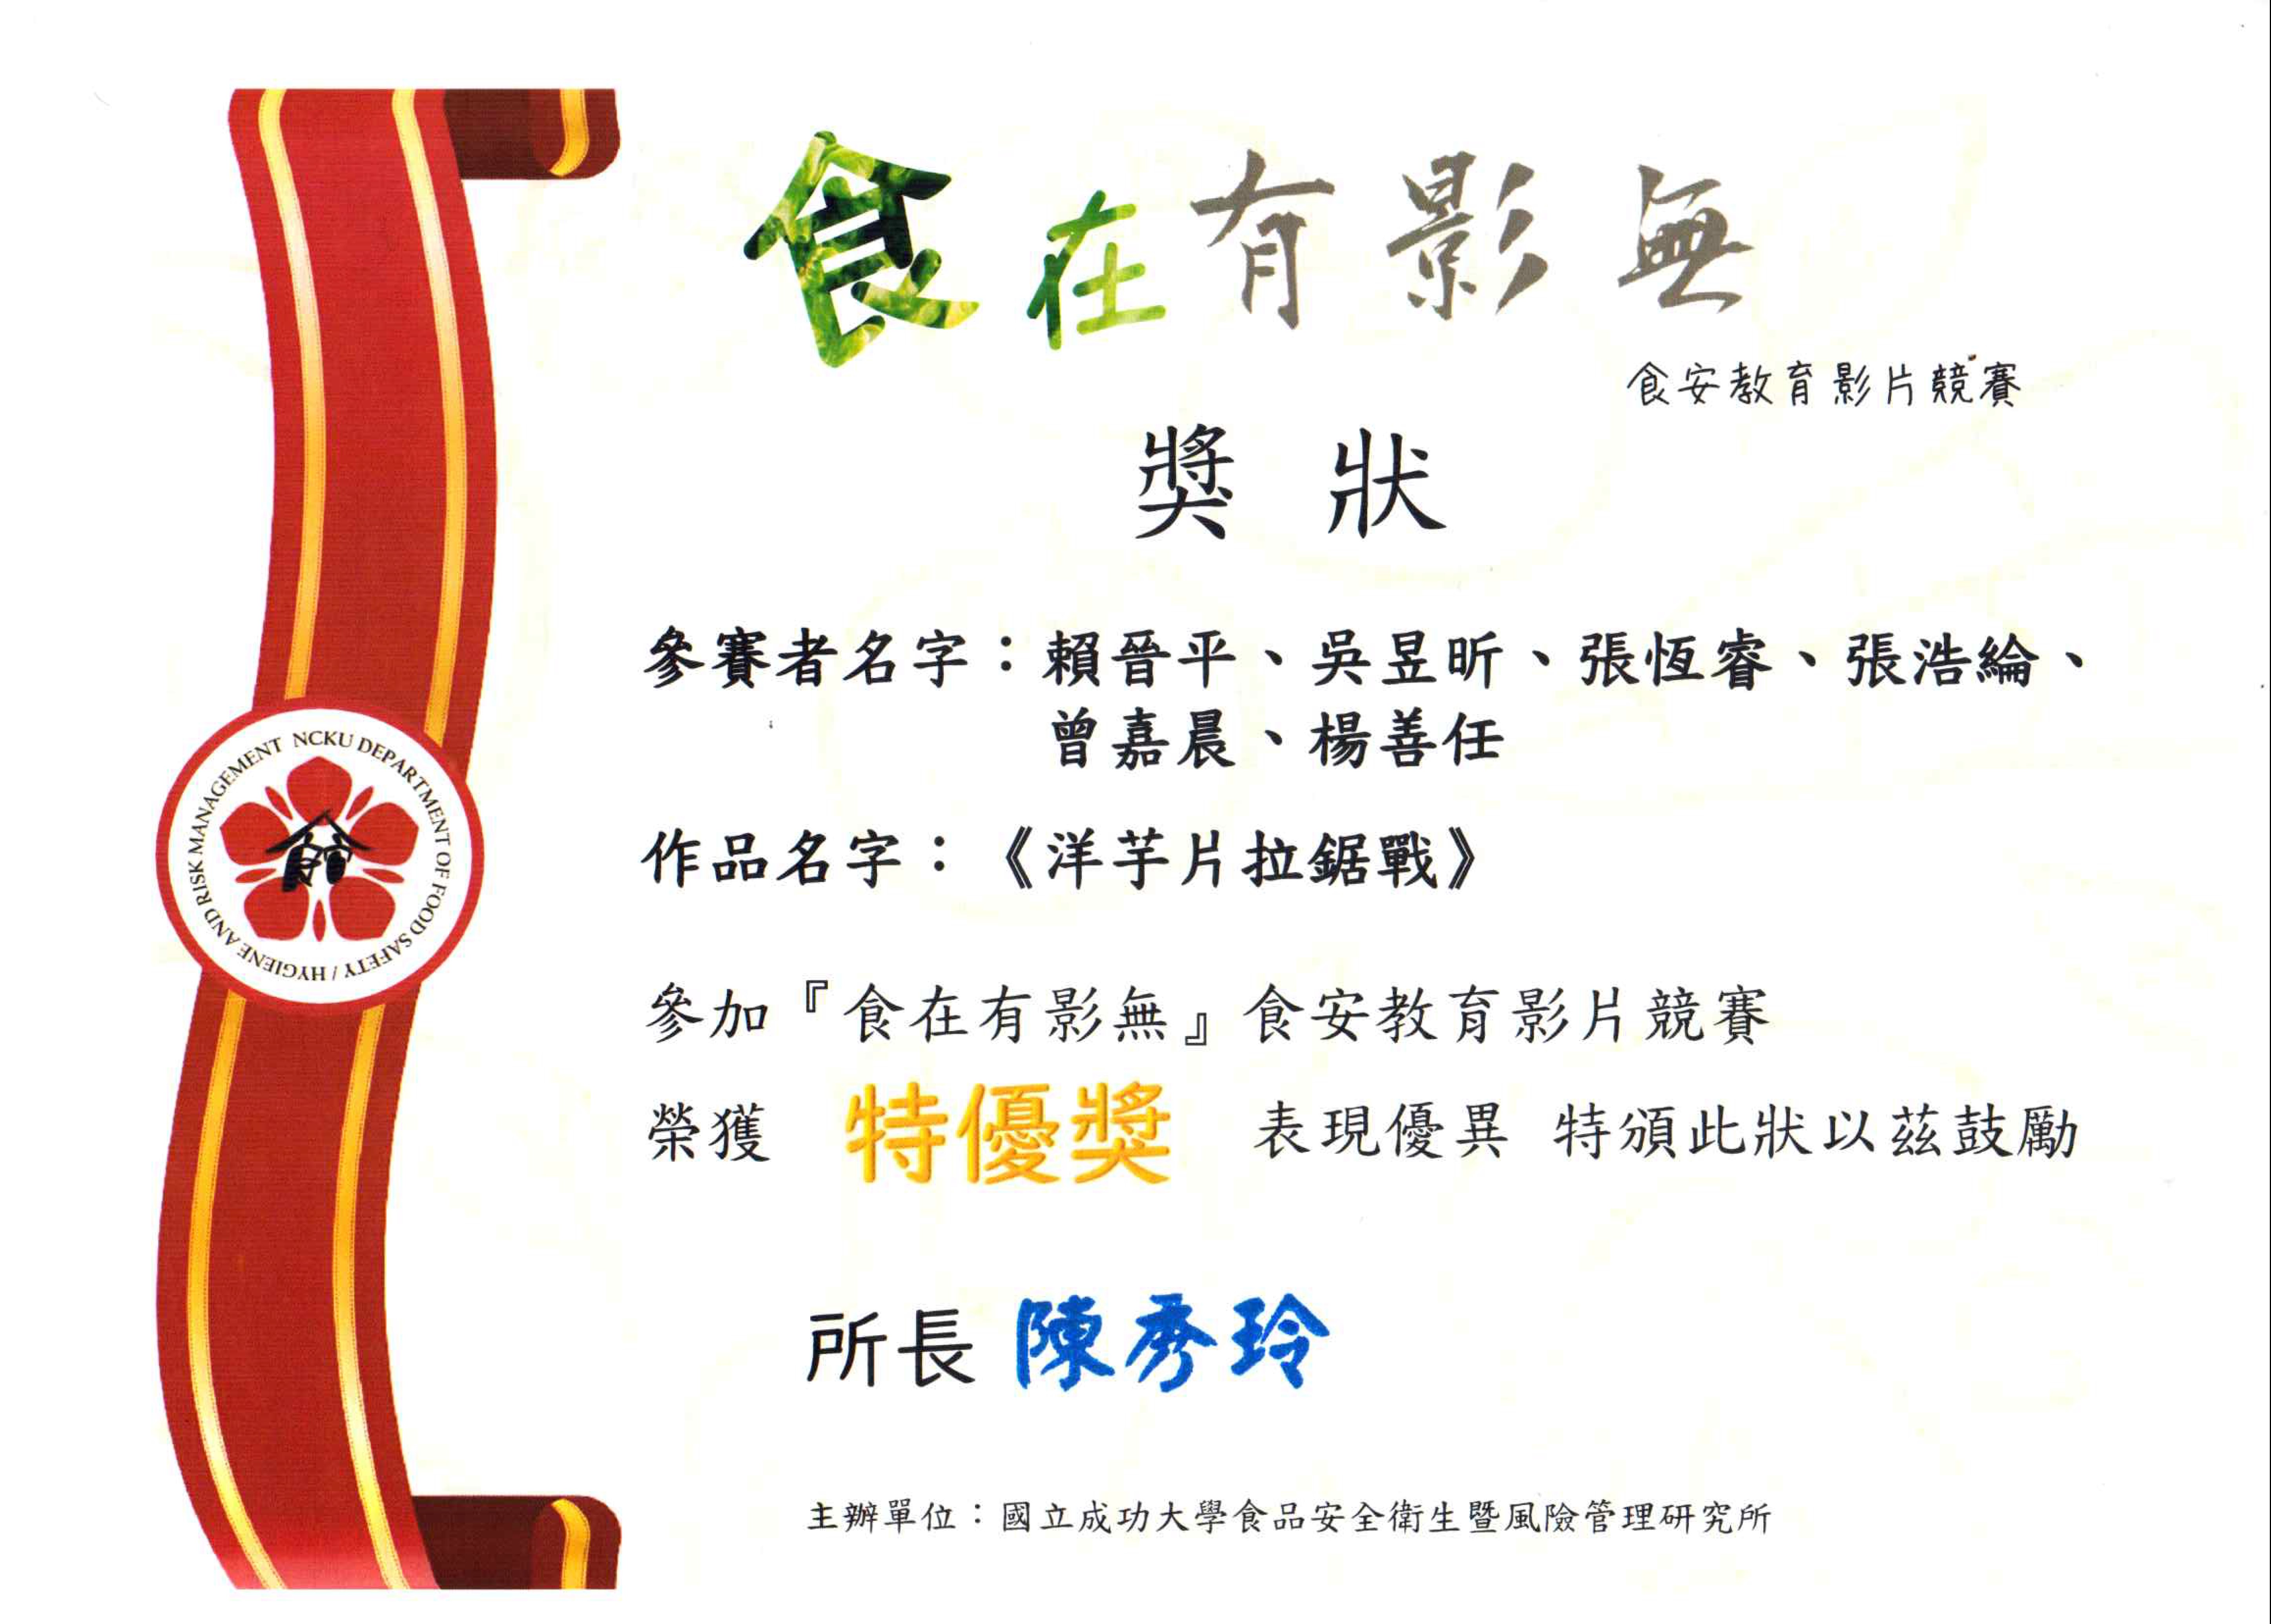 食在有影無
食安教育影片競賽
獎 狀
參賽者名字：賴晉平、吳昱昕、張恆睿、張浩綸、
曾嘉晨、楊善任
作品名字：《洋芋片拉鋸戰》
NCKU DEPARTMENT OF FOOD SAFETY / HYGIENE AND RISK MANAGEMENT
參加『食在有影無』食安教育影片競賽
榮獲 特優獎 表現優異 特頒此狀以茲鼓勵
所長 陳秀玲
主辦單位：國立成功大學食品安全衛生暨風險管理研究所